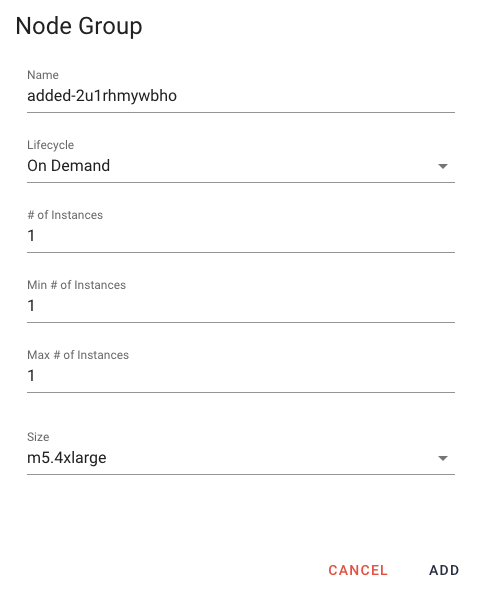 Node Group
Name
added-2u1rhmywbho
Lifecycle
On Demand
# of Instances
1
Min # of Instances
1
Max # of Instances
1
Size
m5.4xlarge
CANCEL ADD